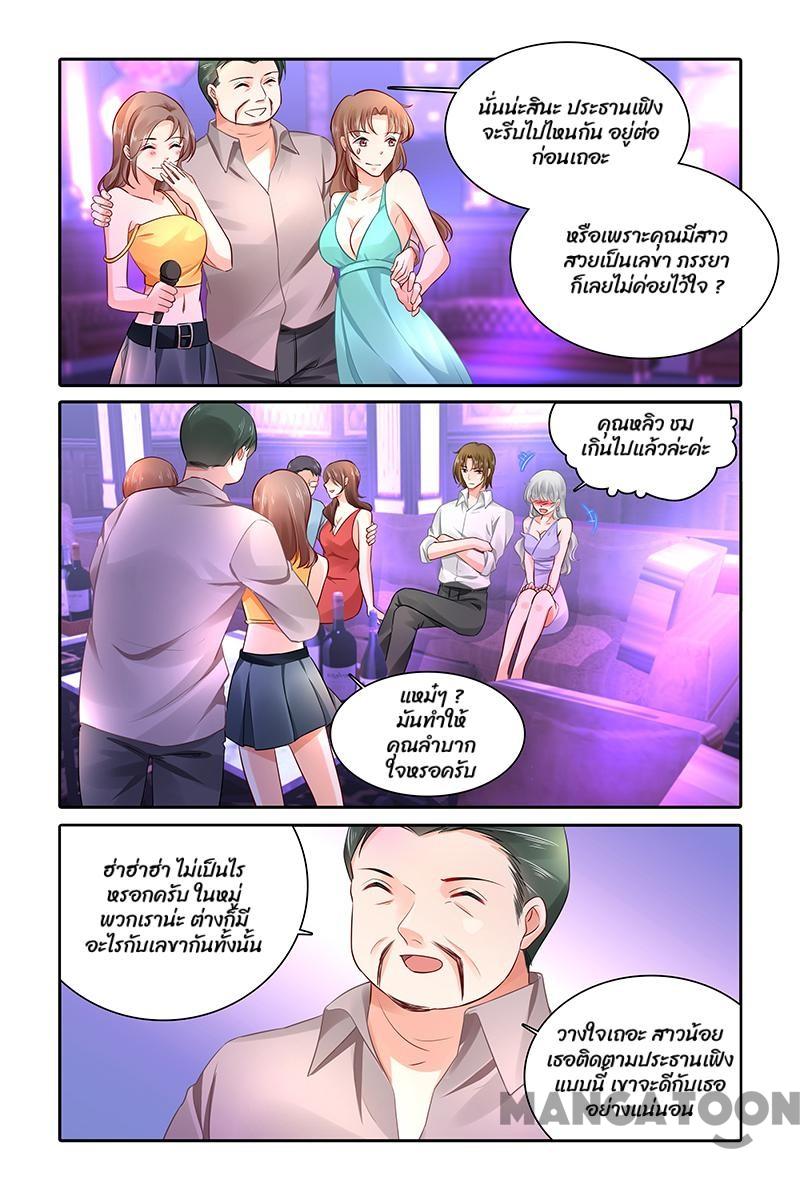 นั่นน่ะสินะ ประธานเฟิง
จะรีบไปไหนกัน อยู่ต่อ
ก่อนเถอะ
หรือเพราะคุณมีสาว
สวยเป็นเลขา ภรรยา
ก็เลยไม่ค่อยไว้ใจ ?
คุณหลิว ชม
เกินไปแล้วล่ะค่ะ
แหม๋ๆ ?
มันทำให้
คุณลำบาก
ใจหรอครับ
ฮ่าฮ่าฮ่า ไม่เป็นไร
หรอกครับ ในหมู่
พวกเราน่ะ ต่างก็มี
อะไรกับเลขากันทั้งนั้น
วางใจเถอะ สาวน้อย
เธอติดตามประธานเฟิง
แบบนี้ เขาจะดีกับเธอ
อย่างแน่นอน
MANGATOON